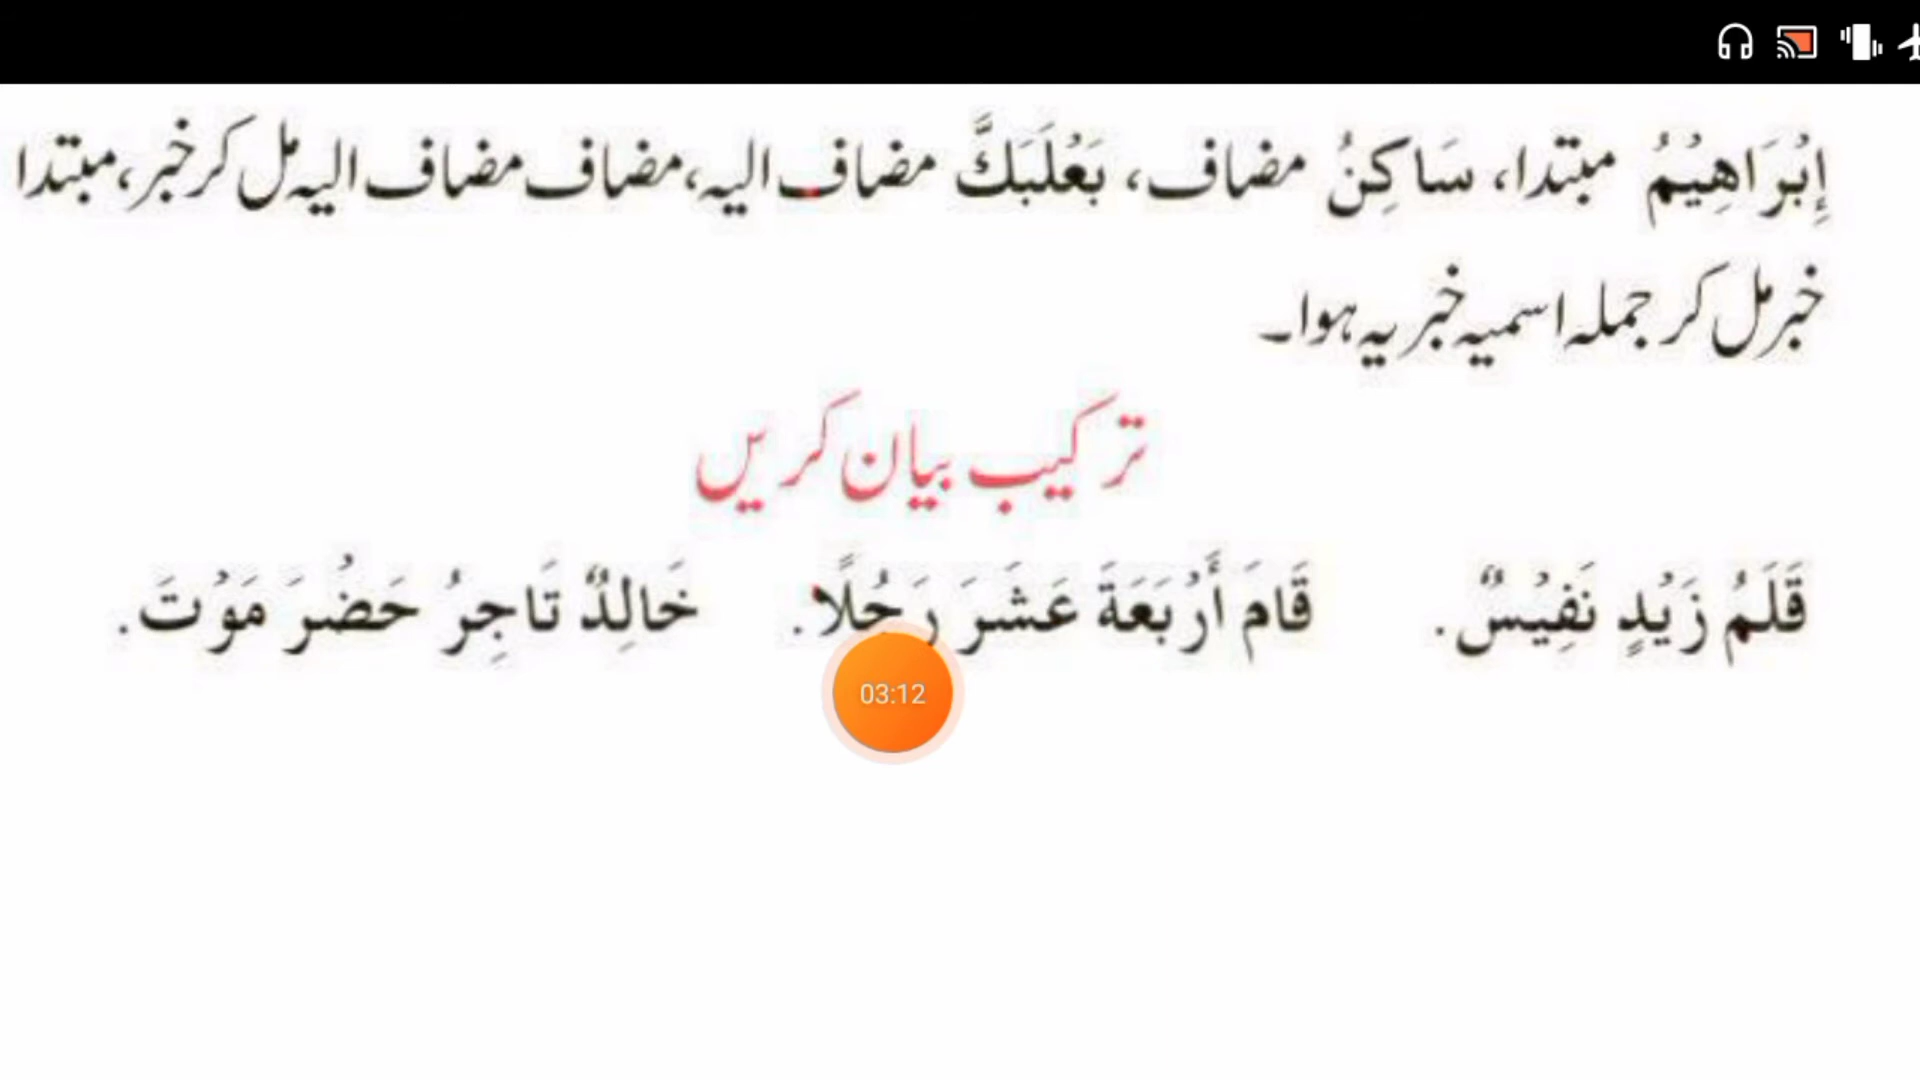 إِبْرَاهِيْمُ مبتدا، سَاكِنُ مضاف، بَعْلَبَكَّ مضاف الیہ، مضاف مضاف الیہ مل کر خبر، مبتدا
خبر مل کر جملہ اسمیہ خبریہ ہوا۔
ترکیب بیان کریں
قَلَمُ زَيْدٍ نَفِيْسٌ. قَامَ أَرْبَعَةَ عَشَرَ رَجُلًا. خَالِدٌ تَاجِرُ حَضْرَ مَوْتَ.
03:12